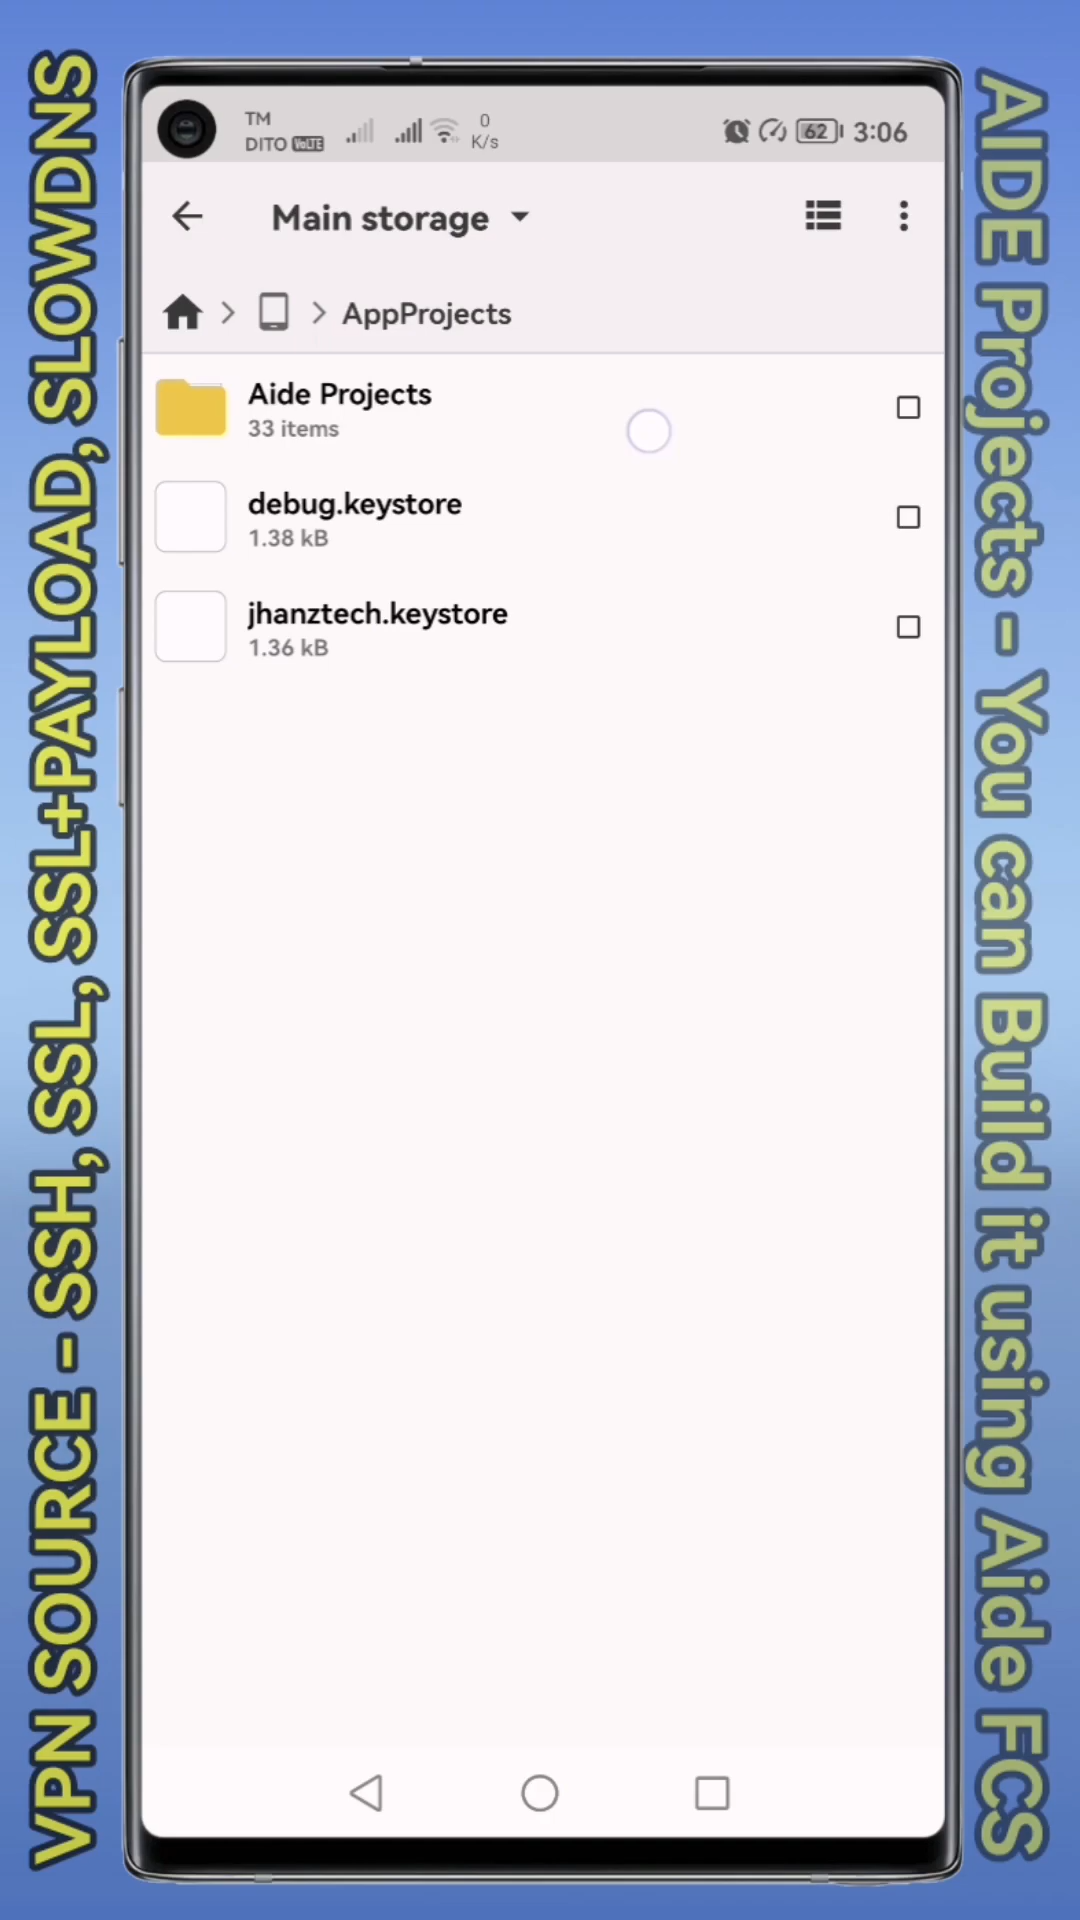 VPN SOURCE - SSH, SSL, SSL+PAYLOAD, SLOWDNS
TM
DITO VoLTE
0
K/s
62
3:06
Main storage
AppProjects
Aide Projects
33 items
debug.keystore
1.38 kB
jhanztech.keystore
1.36 kB
AIDE Projects - You can Build it using Aide FCS